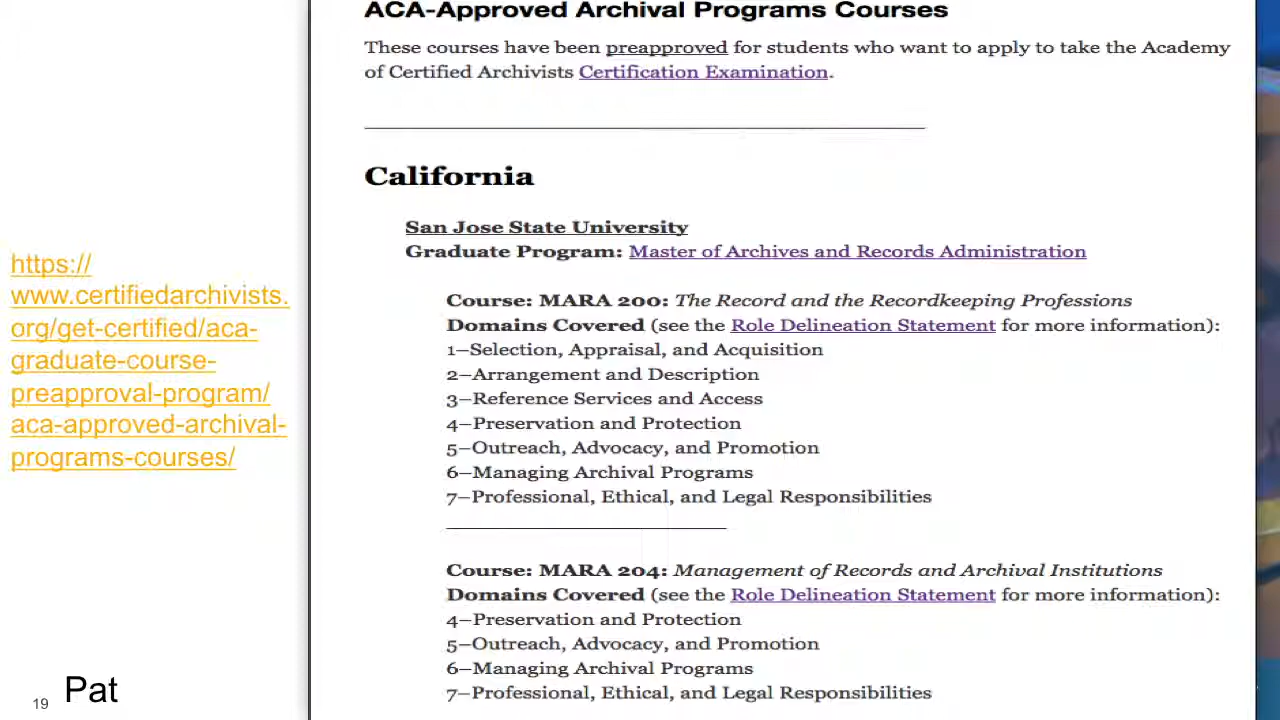 ACA-Approved Archival Programs Courses
These courses have been preapproved for students who want to apply to take the Academy
of Certified Archivists Certification Examination.
California
San Jose State University
Graduate Program: Master of Archives and Records Administration
Course: MARA 200: The Record and the Recordkeeping Professions
Domains Covered (see the Role Delineation Statement for more information):
1—Selection, Appraisal, and Acquisition
2—Arrangement and Description
3—Reference Services and Access
4—Preservation and Protection
5—Outreach, Advocacy, and Promotion
6—Managing Archival Programs
7—Professional, Ethical, and Legal Responsibilities
Course: MARA 204: Management of Records and Archival Institutions
Domains Covered (see the Role Delineation Statement for more information):
4—Preservation and Protection
5—Outreach, Advocacy, and Promotion
6—Managing Archival Programs
7—Professional, Ethical, and Legal Responsibilities
https://
www.certifiedarchivists.
org/get-certified/aca-
graduate-course-
preapproval-program/
aca-approved-archival-
programs-courses/
19 Pat